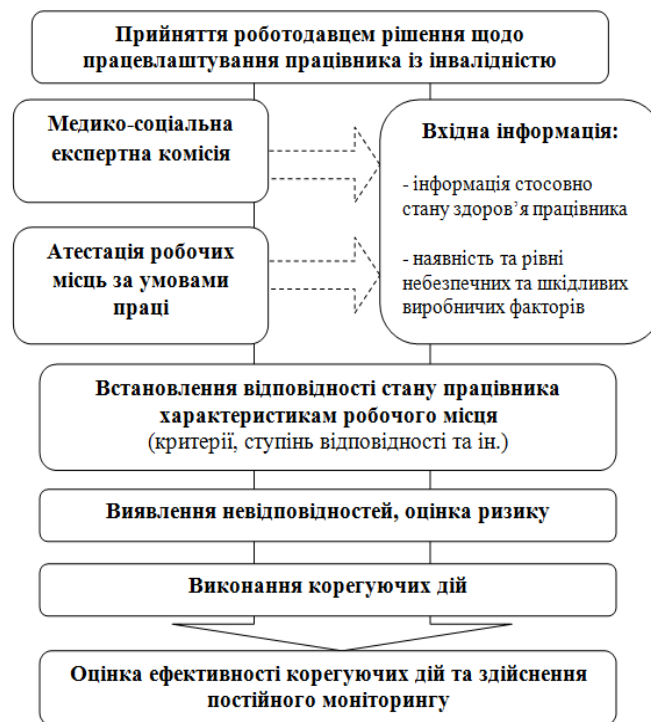 Прийняття роботодавцем рішення щодо
працевлаштування працівника із інвалідністю
Медико-соціальна
експертна комісія
Атестація робочих
місць за умовами
праці
Вхідна інформація:
- інформація стосовно
стану здоров’я працівника
- наявність та рівні
небезпечних та шкідливих
виробничих факторів
Встановлення відповідності стану працівника
характеристикам робочого місця
(критерії, ступінь відповідності та ін.)
Виявлення невідповідностей, оцінка ризику
Виконання корегуючих дій
Оцінка ефективності корегуючих дій та здійснення
постійного моніторингу